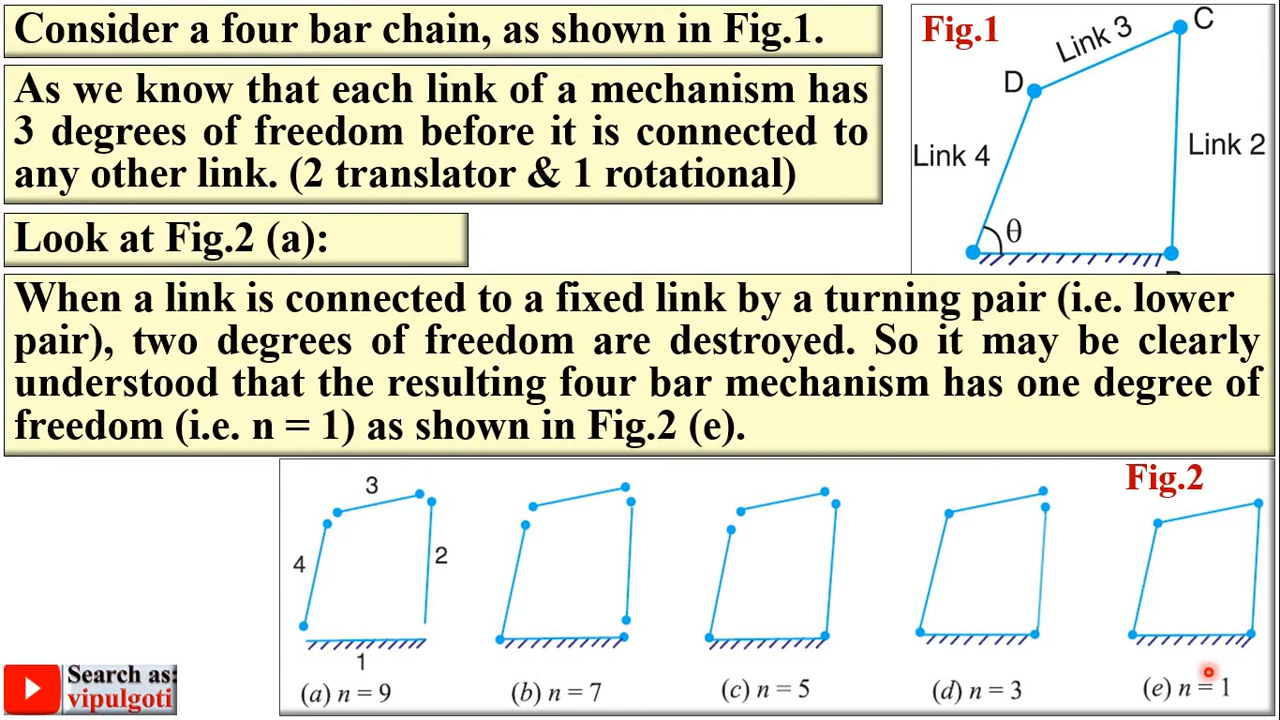 Consider a four bar chain, as shown in Fig.1.
As we know that each link of a mechanism has
3 degrees of freedom before it is connected to
any other link. (2 translator & 1 rotational)
Look at Fig.2 (a):
Fig.1
C
Link 3
D
Link 4
Link 2
θ
When a link is connected to a fixed link by a turning pair (i.e. lower
pair), two degrees of freedom are destroyed. So it may be clearly
understood that the resulting four bar mechanism has one degree of
freedom (i.e. n = 1) as shown in Fig.2 (e).
Fig.2
3
4
2
1
(a) n = 9
(b) n = 7
(c) n = 5
(d) n = 3
(e) n = 1
Search as:
vipulgoti